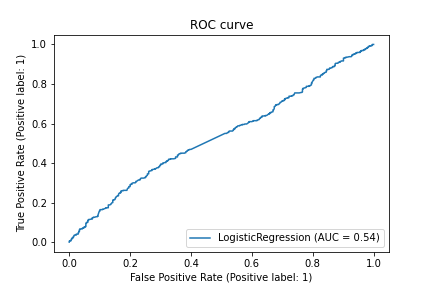 ROC curve
True Positive Rate (Positive label: 1)
1.0
0.8
0.6
0.4
0.2
0.0
LogisticRegression (AUC = 0.54)
0.0 0.2 0.4 0.6 0.8 1.0
False Positive Rate (Positive label: 1)